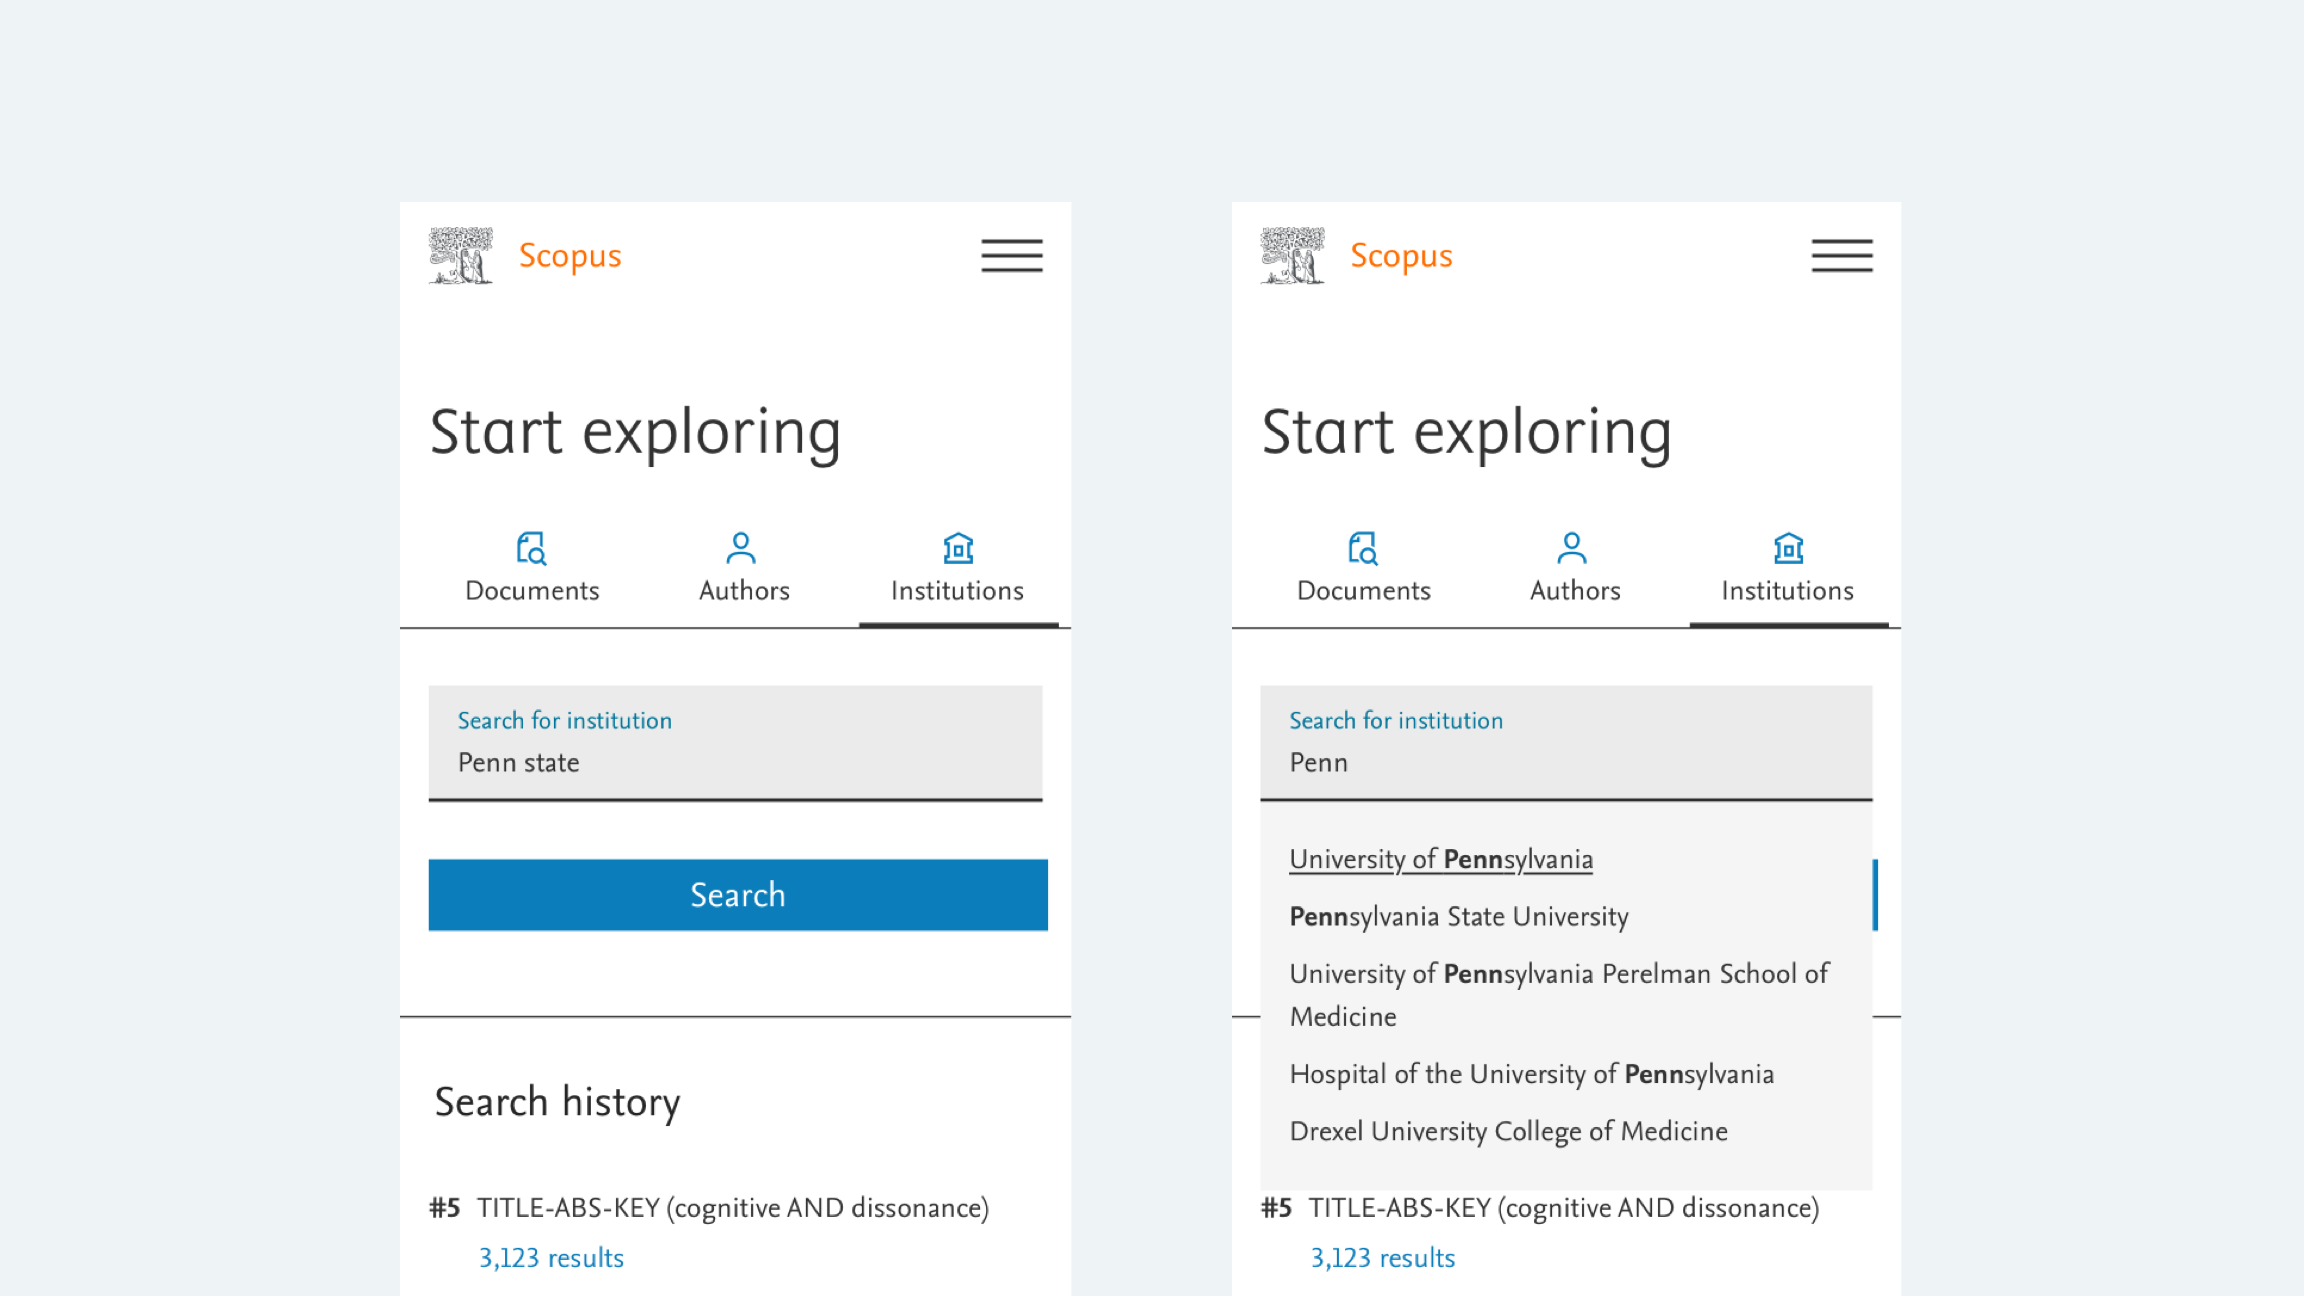 Scopus
Start exploring
Documents
Authors
Institutions
Search for institution
Penn state
Search
Search history
#5 TITLE-ABS-KEY (cognitive AND dissonance)
3,123 results
Scopus
Start exploring
Documents
Authors
Institutions
Search for institution
Penn
University of Pennsylvania
Pennsylvania State University
University of Pennsylvania Perelman School of
Medicine
Hospital of the University of Pennsylvania
Drexel University College of Medicine
#5 TITLE-ABS-KEY (cognitive AND dissonance)
3,123 results